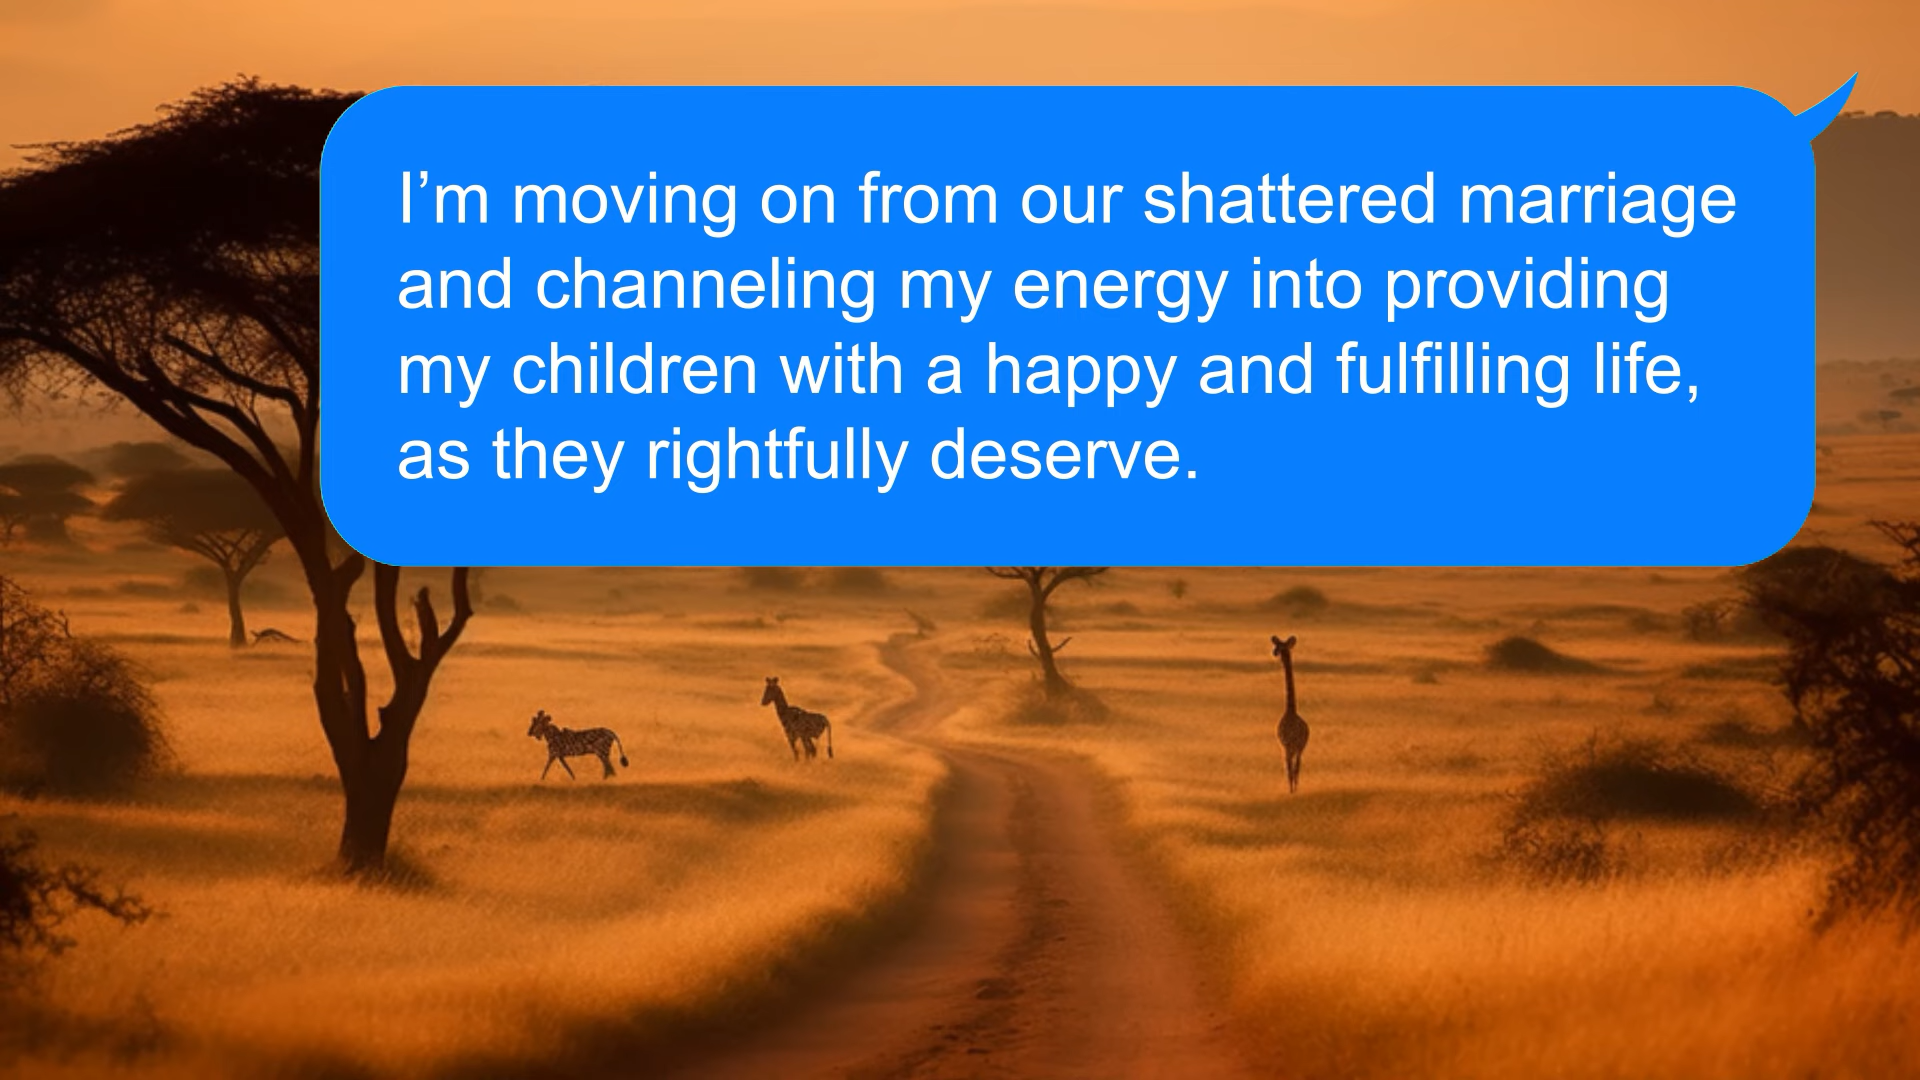 I’m moving on from our shattered marriage
and channeling my energy into providing
my children with a happy and fulfilling life,
as they rightfully deserve.